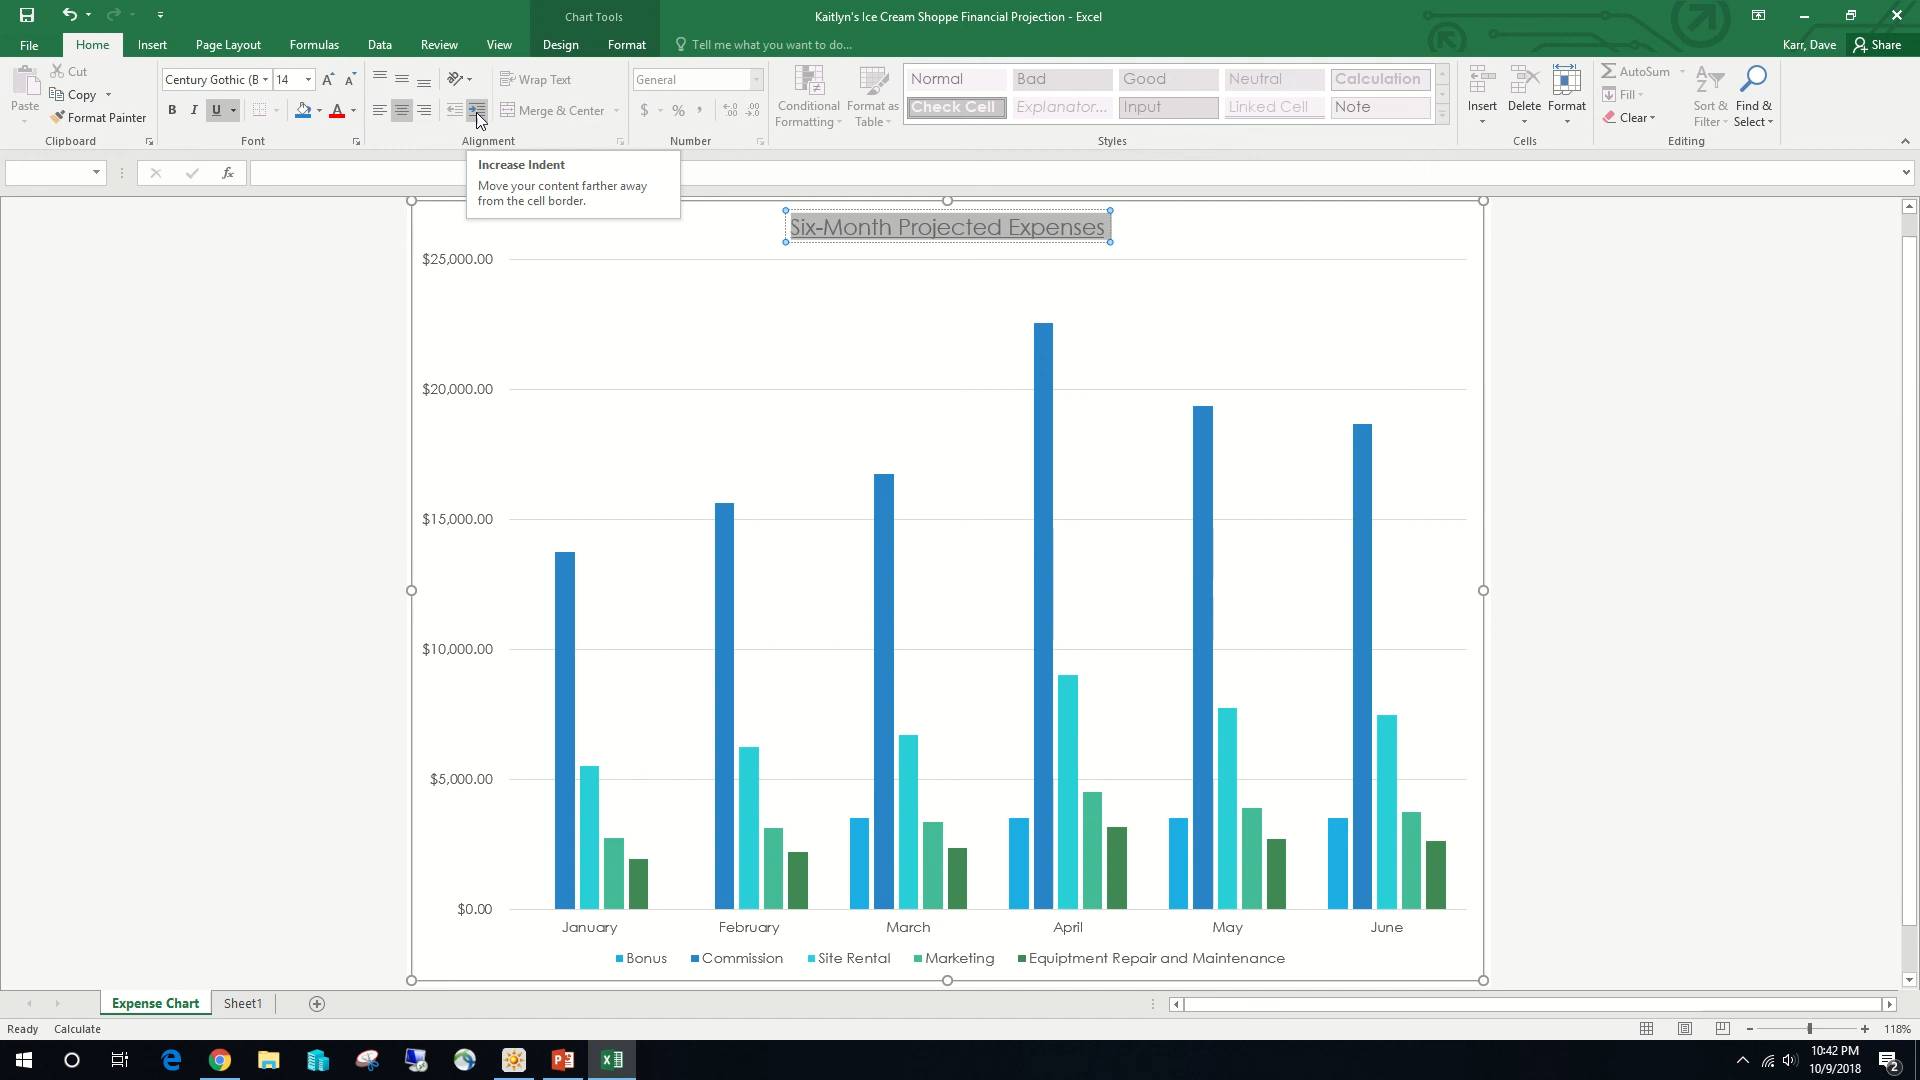 Chart Tools
Kaitlyn's Ice Cream Shoppe Financial Projection - Excel
File Home Insert Page Layout Formulas Data Review View Design Format Tell me what you want to do... Karr, Dave Share
Paste
Cut
Copy
Format Painter
Clipboard
Century Gothic (B 14
B I U A
Font
Wrap Text
Merge & Center
Alignment
General
$ % ,
Number
Conditional Formatting
Format as Table
Normal Bad Good Neutral Calculation
Check Cell Explanator... Input Linked Cell Note
Styles
Insert Delete Format
Cells
AutoSum
Fill
Clear
Sort & Filter
Find & Select
Editing
Increase Indent
Move your content farther away
from the cell border.
fx
Six-Month Projected Expenses
$25,000.00
$20,000.00
$15,000.00
$10,000.00
$5,000.00
$0.00
January February March April May June
Bonus Commission Site Rental Marketing Equiptment Repair and Maintenance
Expense Chart Sheet1
Ready Calculate 118%
10:42 PM
10/9/2018
2